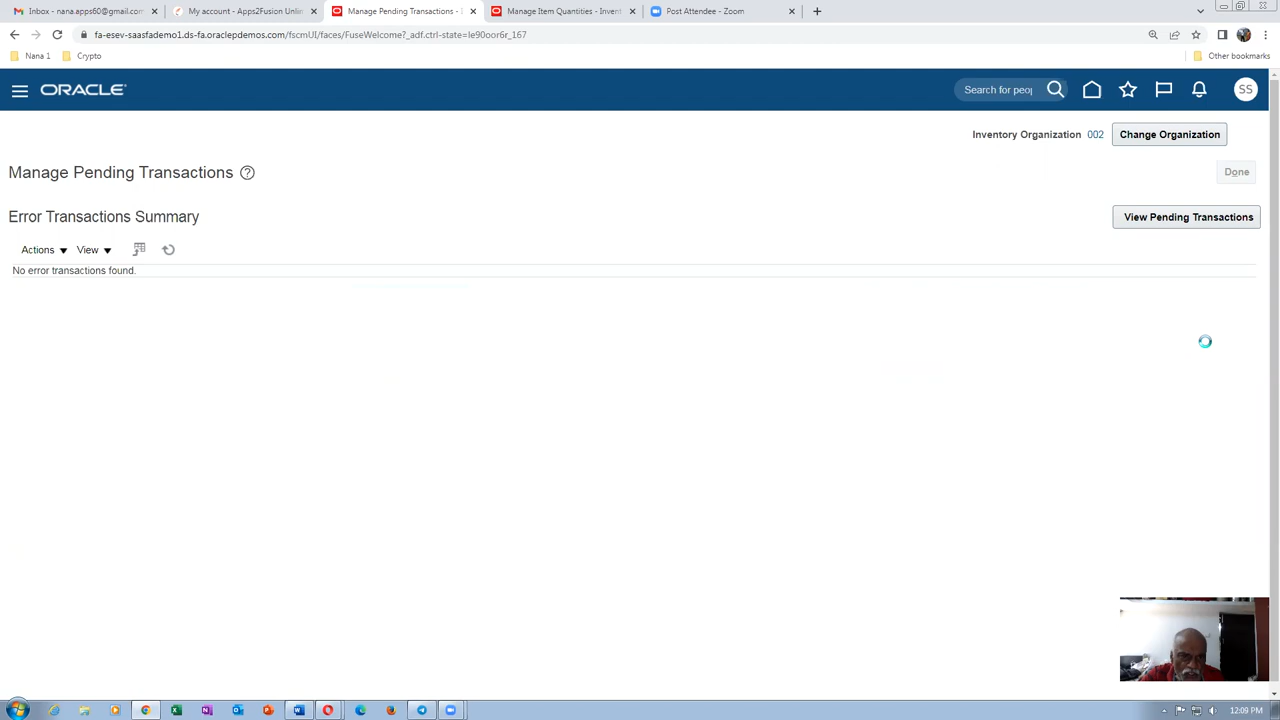 Inbox - nana.apps60@gmail.com
My account - Apps2Fusion Unlim
Manage Pending Transactions - I
Manage Item Quantities - Invent
Post Attendee - Zoom
fa-esev-saasfademo1.ds-fa.oraclepdemos.com/fscmUI/faces/FuseWelcome?_adf.ctrl-state=le90oor6r_167
Nana 1
Crypto
Other bookmarks
ORACLE
Search for peop
SS
Inventory Organization 002 Change Organization
Manage Pending Transactions
Done
Error Transactions Summary
View Pending Transactions
Actions View
No error transactions found.
12:09 PM